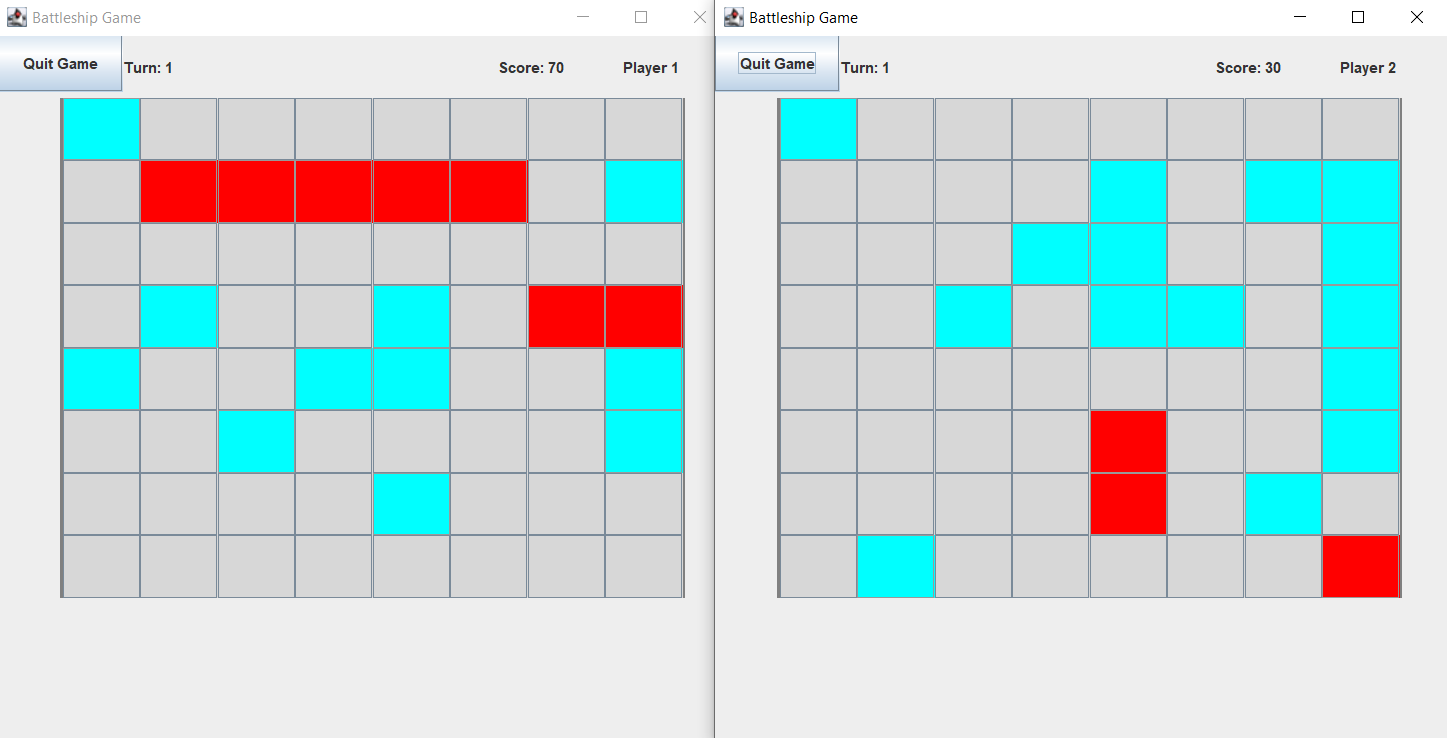 Battleship Game
Quit Game
Turn: 1
Score: 70
Player 1
Battleship Game
Quit Game
Turn: 1
Score: 30
Player 2